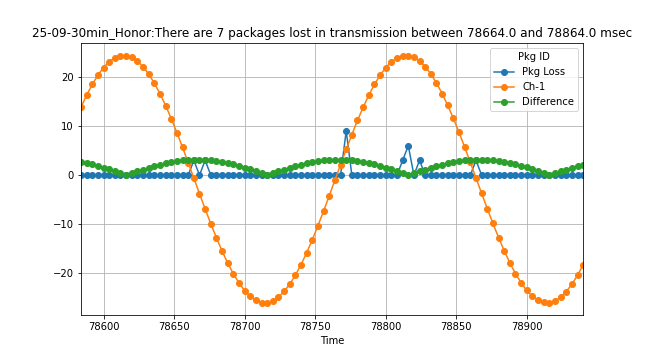 25-09-30min_Honor:There are 7 packages lost in transmission between 78664.0 and 78864.0 msec
Pkg ID
Pkg Loss
Ch-1
Difference
20
10
0
−10
−20
78600 78650 78700 78750 78800 78850 78900
Time